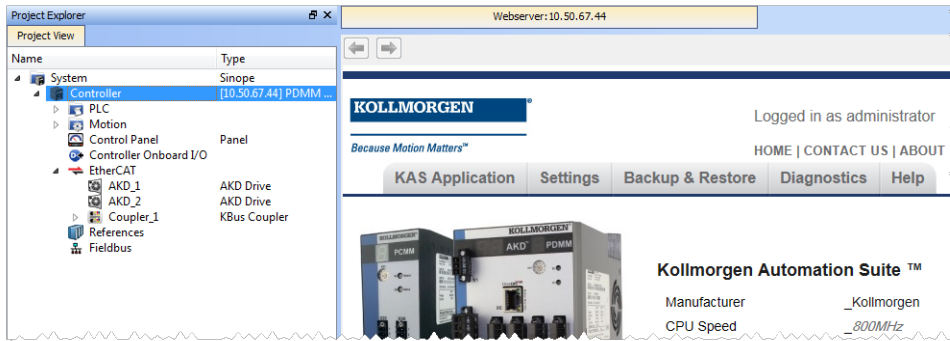 Project Explorer
Project View
Name Type
System Sinope
Controller [10.50.67.44] PDMM ...
PLC
Motion
Control Panel Panel
Controller Onboard I/O
EtherCAT
AKD_1 AKD Drive
AKD_2 AKD Drive
Coupler_1 KBus Coupler
References
Fieldbus
Webserver:10.50.67.44
KOLLMORGEN®
Because Motion Matters™
Logged in as administrator
HOME | CONTACT US | ABOUT
KAS Application Settings Backup & Restore Diagnostics Help
KOLLMORGEN
PCMM
KOLLMORGEN
AKD™ PDMM
Kollmorgen Automation Suite ™
Manufacturer _Kollmorgen
CPU Speed _800MHz